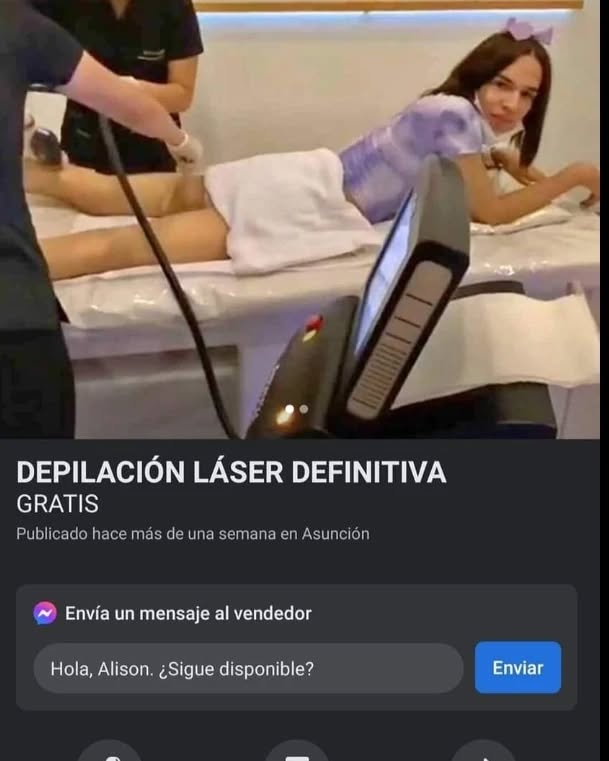 DEPILACIÓN LÁSER DEFINITIVA
GRATIS
Publicado hace más de una semana en Asunción
Envía un mensaje al vendedor
Hola, Alison. ¿Sigue disponible?
Enviar